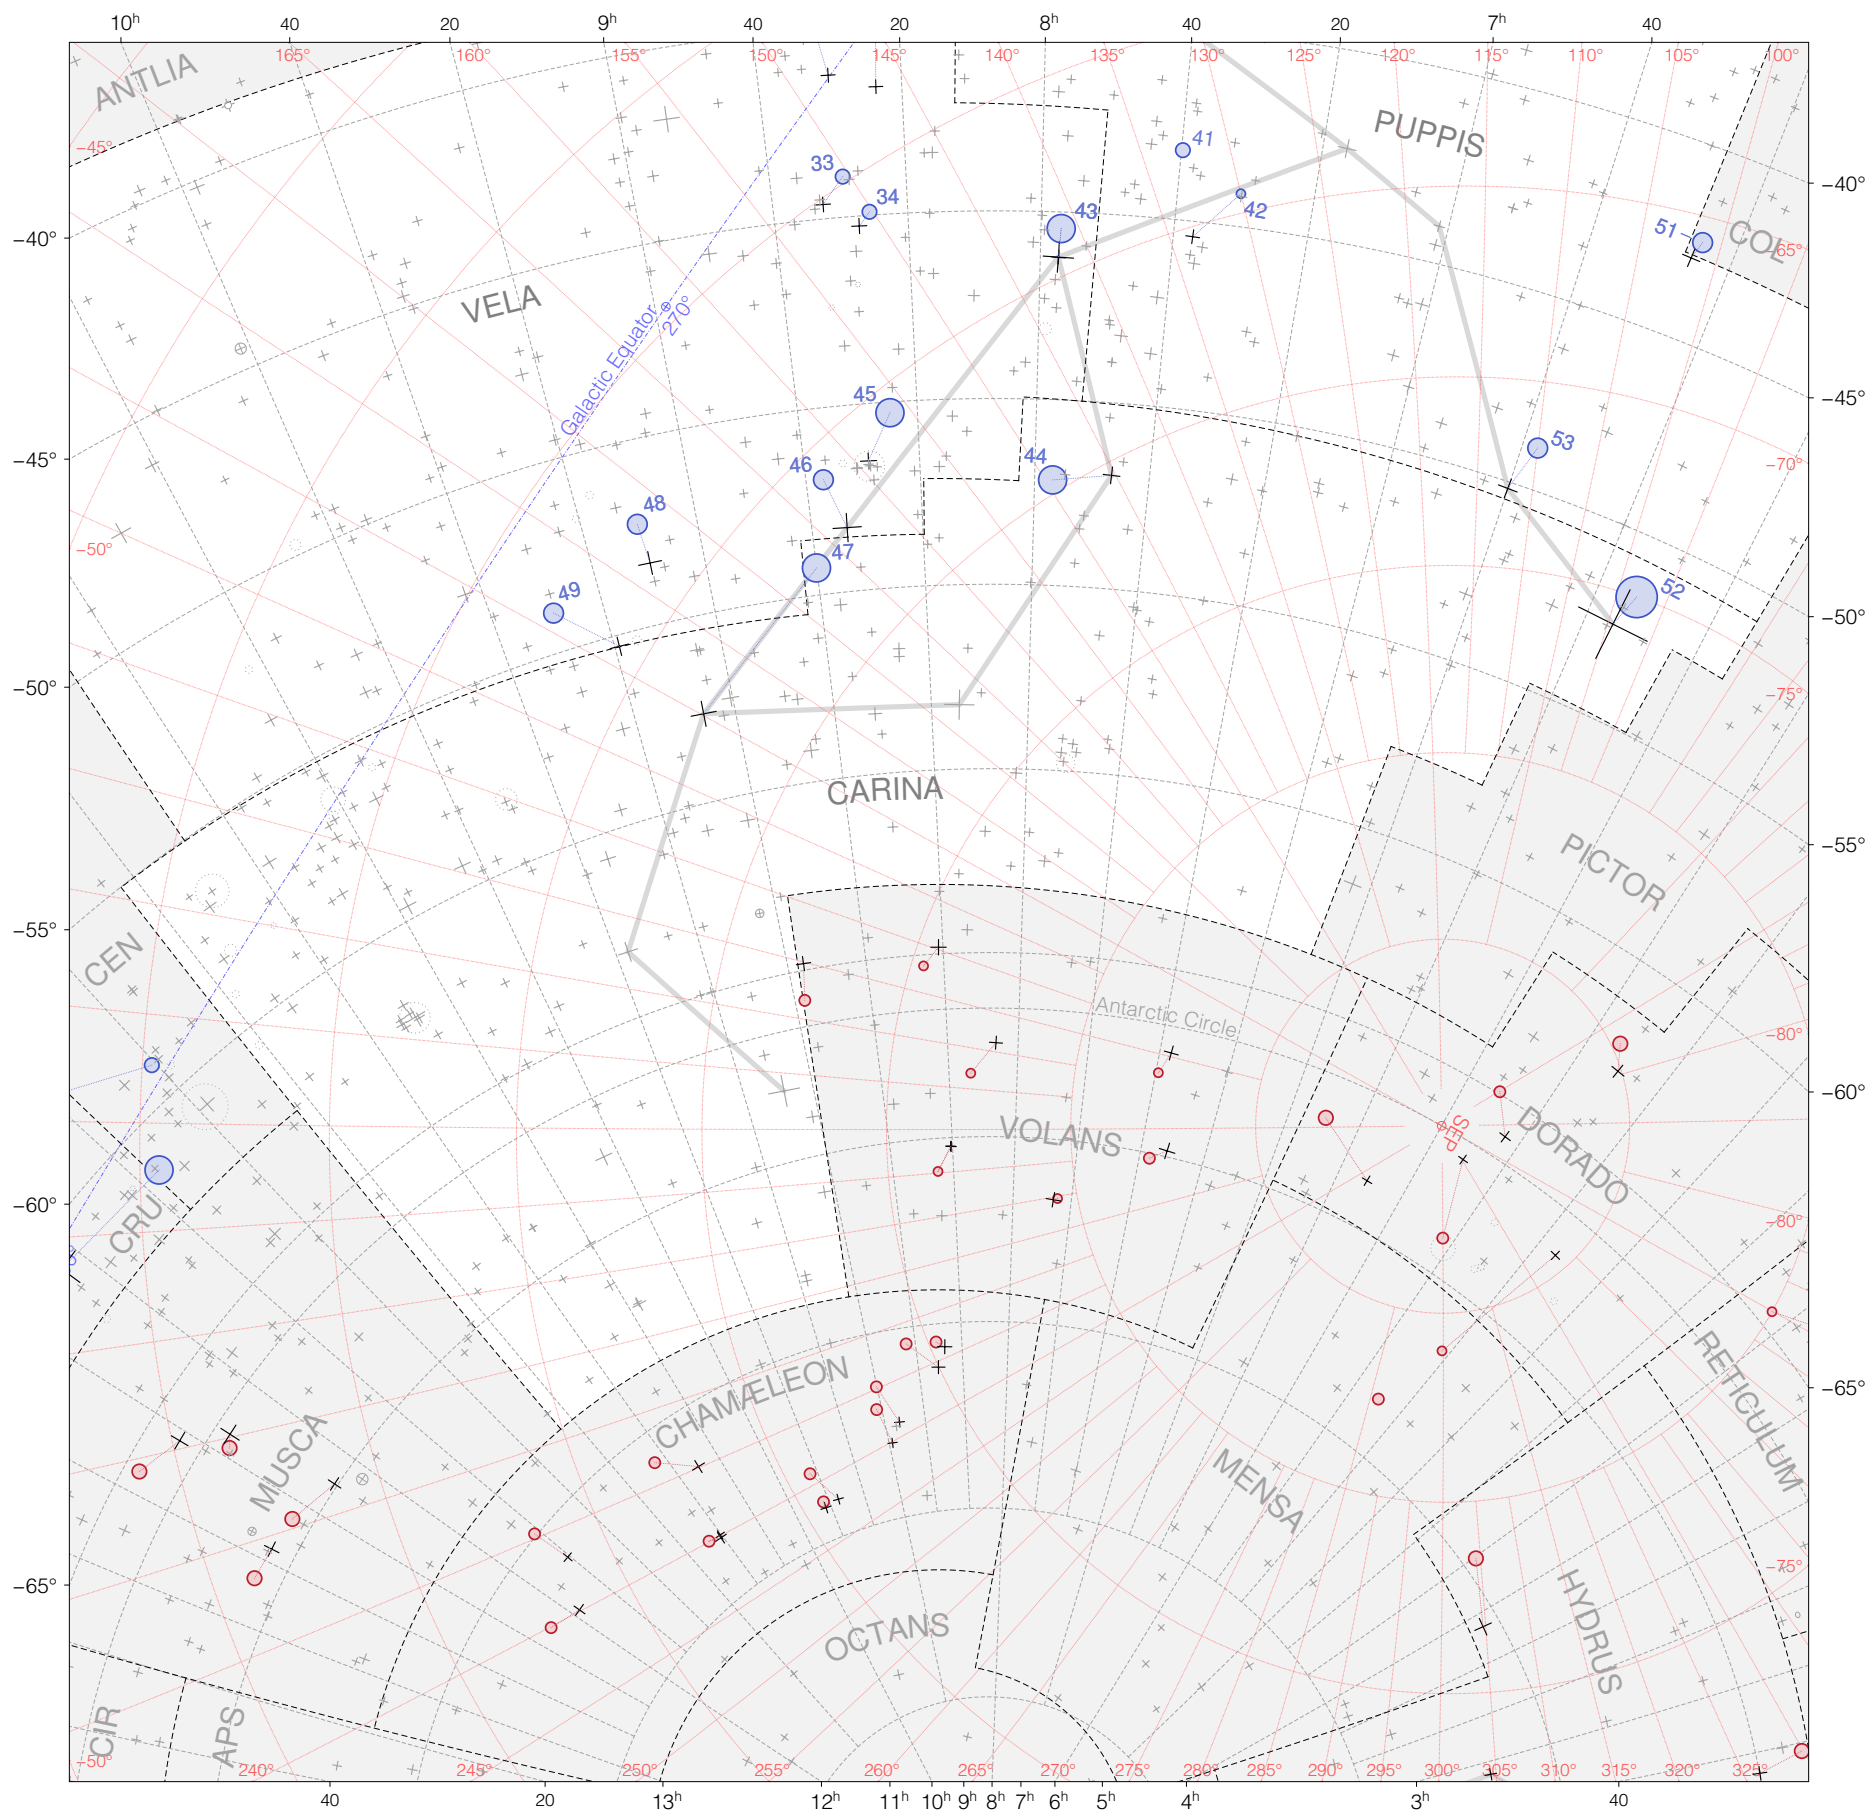 10h 40 20 9h 40 20 8h 40 20 7h 40
165° 160° 155° 150° 145° 140° 135° 130° 125° 120° 115° 110° 105° 100°
ANTLIA
PUPPIS
41
−45°
33
−40°
34
42
43
51
COL
−65°
−40°
VELA
Galactic Equator
270°
45
−45°
53
44
−70°
−45°
46
48
−50°
47
49
52
−50°
−50°
−75°
CARINA
PICTOR
−55°
−55°
CEN
Antarctic Circle
−80°
−60°
VOLANS
SEP
DORADO
−60°
CRU
−80°
RETICULUM
−65°
CHAMÆLEON
MUSCA
MENSA
−65°
−75°
HYDRUS
OCTANS
CIR
APS
−50°
240° 245° 250° 255° 260° 265° 270° 275° 280° 285° 290° 295° 300° 305° 310° 315° 320° 325°
40 20 13h 12h 11h 10h 9h 8h 7h 6h 5h 4h 3h 40